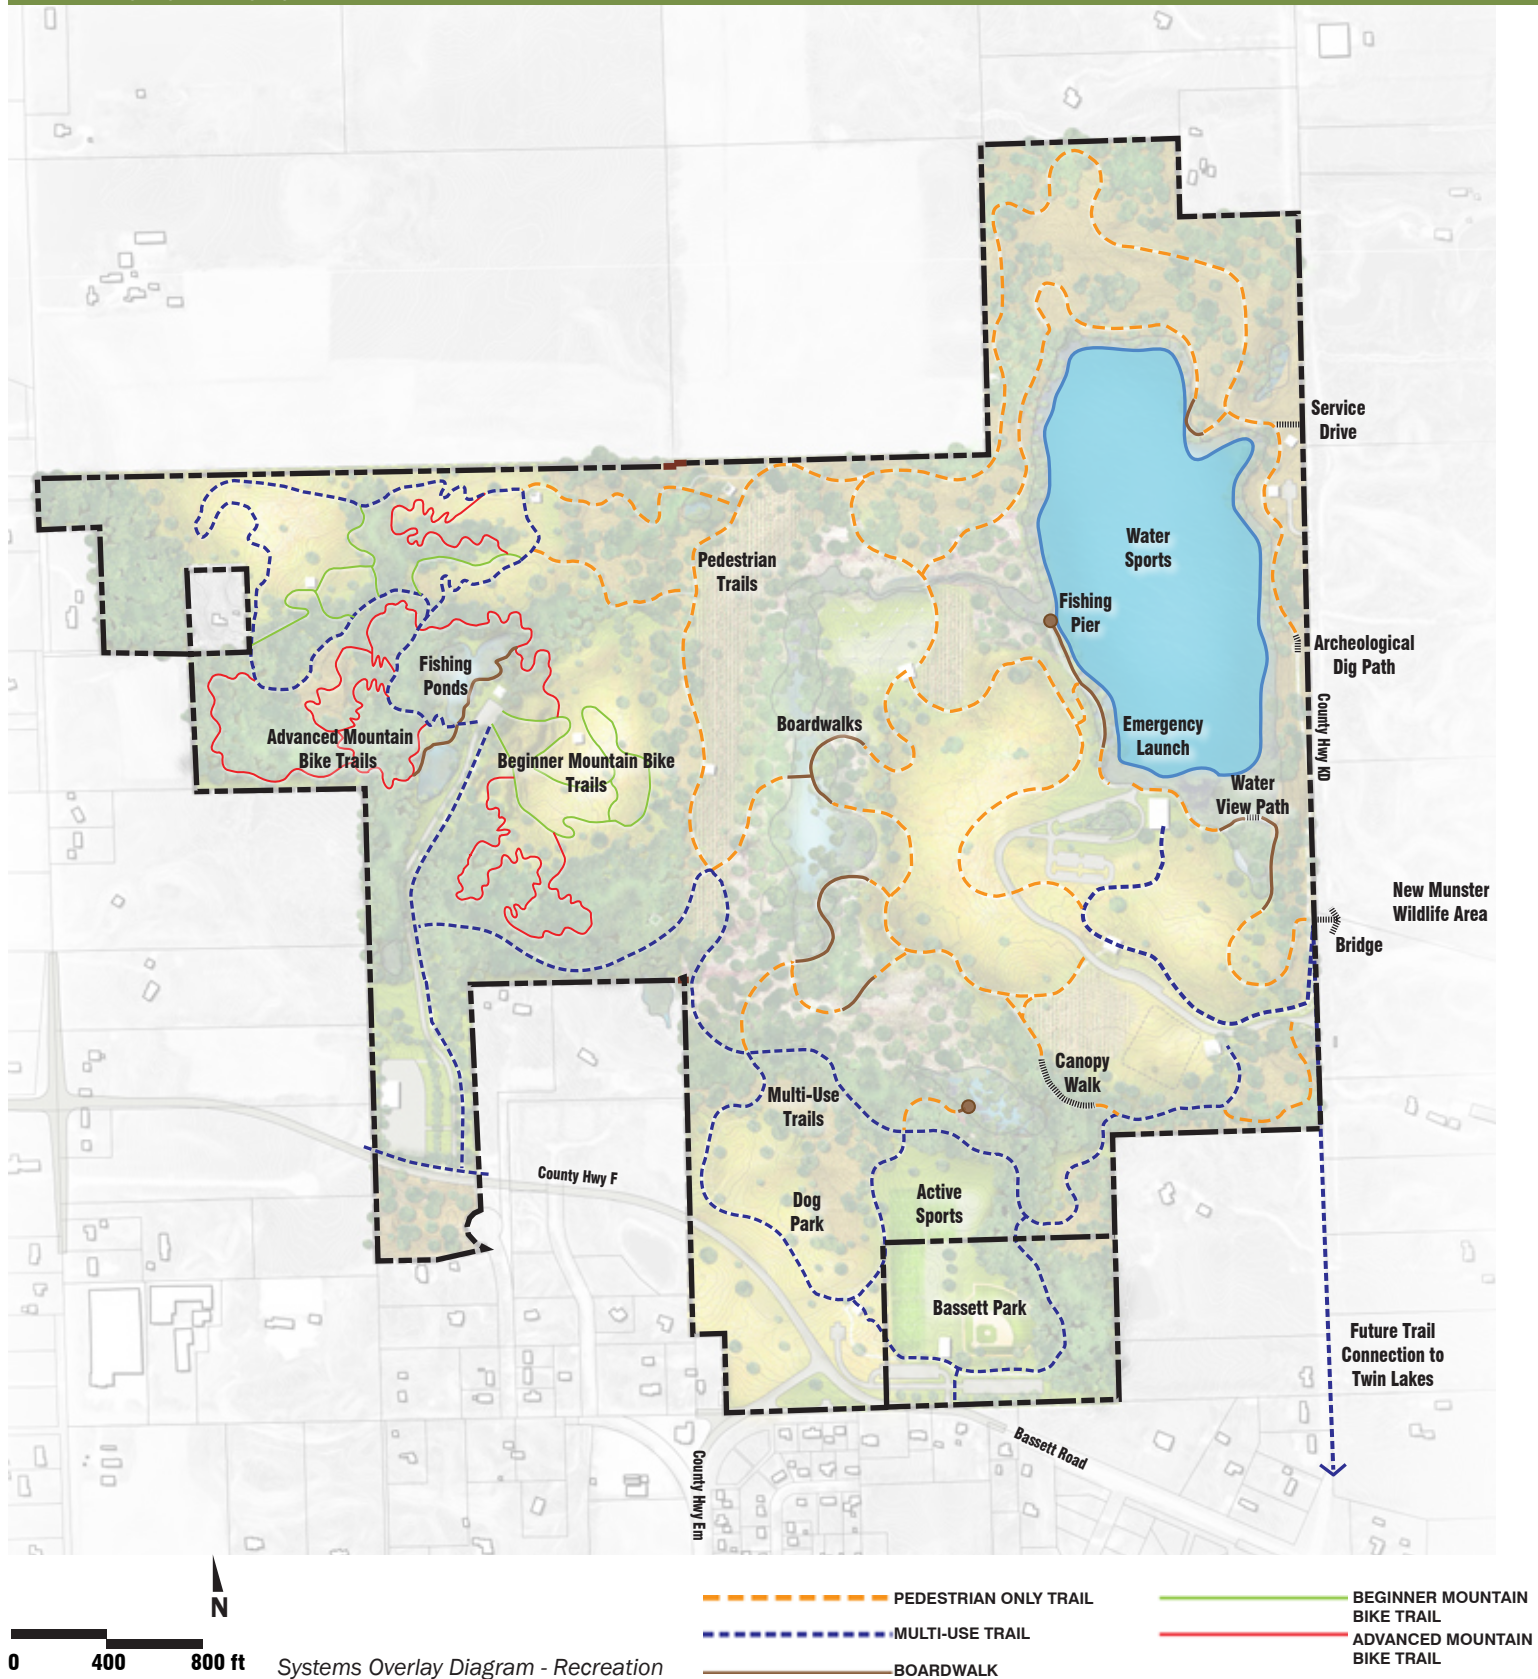 Service
Drive
Water
Sports
Pedestrian
Trails
Fishing
Pier
Archeological
Dig Path
Fishing
Ponds
County Hwy KD
Boardwalks
Emergency
Launch
Advanced Mountain
Bike Trails
Beginner Mountain Bike
Trails
Water
View Path
New Munster
Wildlife Area
Bridge
Canopy
Walk
Multi-Use
Trails
County Hwy F
Dog
Park
Active
Sports
Bassett Park
Future Trail
Connection to
Twin Lakes
Bassett Road
County Hwy Em
N
0 400 800 ft
Systems Overlay Diagram - Recreation
PEDESTRIAN ONLY TRAIL
MULTI-USE TRAIL
BOARDWALK
BEGINNER MOUNTAIN
BIKE TRAIL
ADVANCED MOUNTAIN
BIKE TRAIL